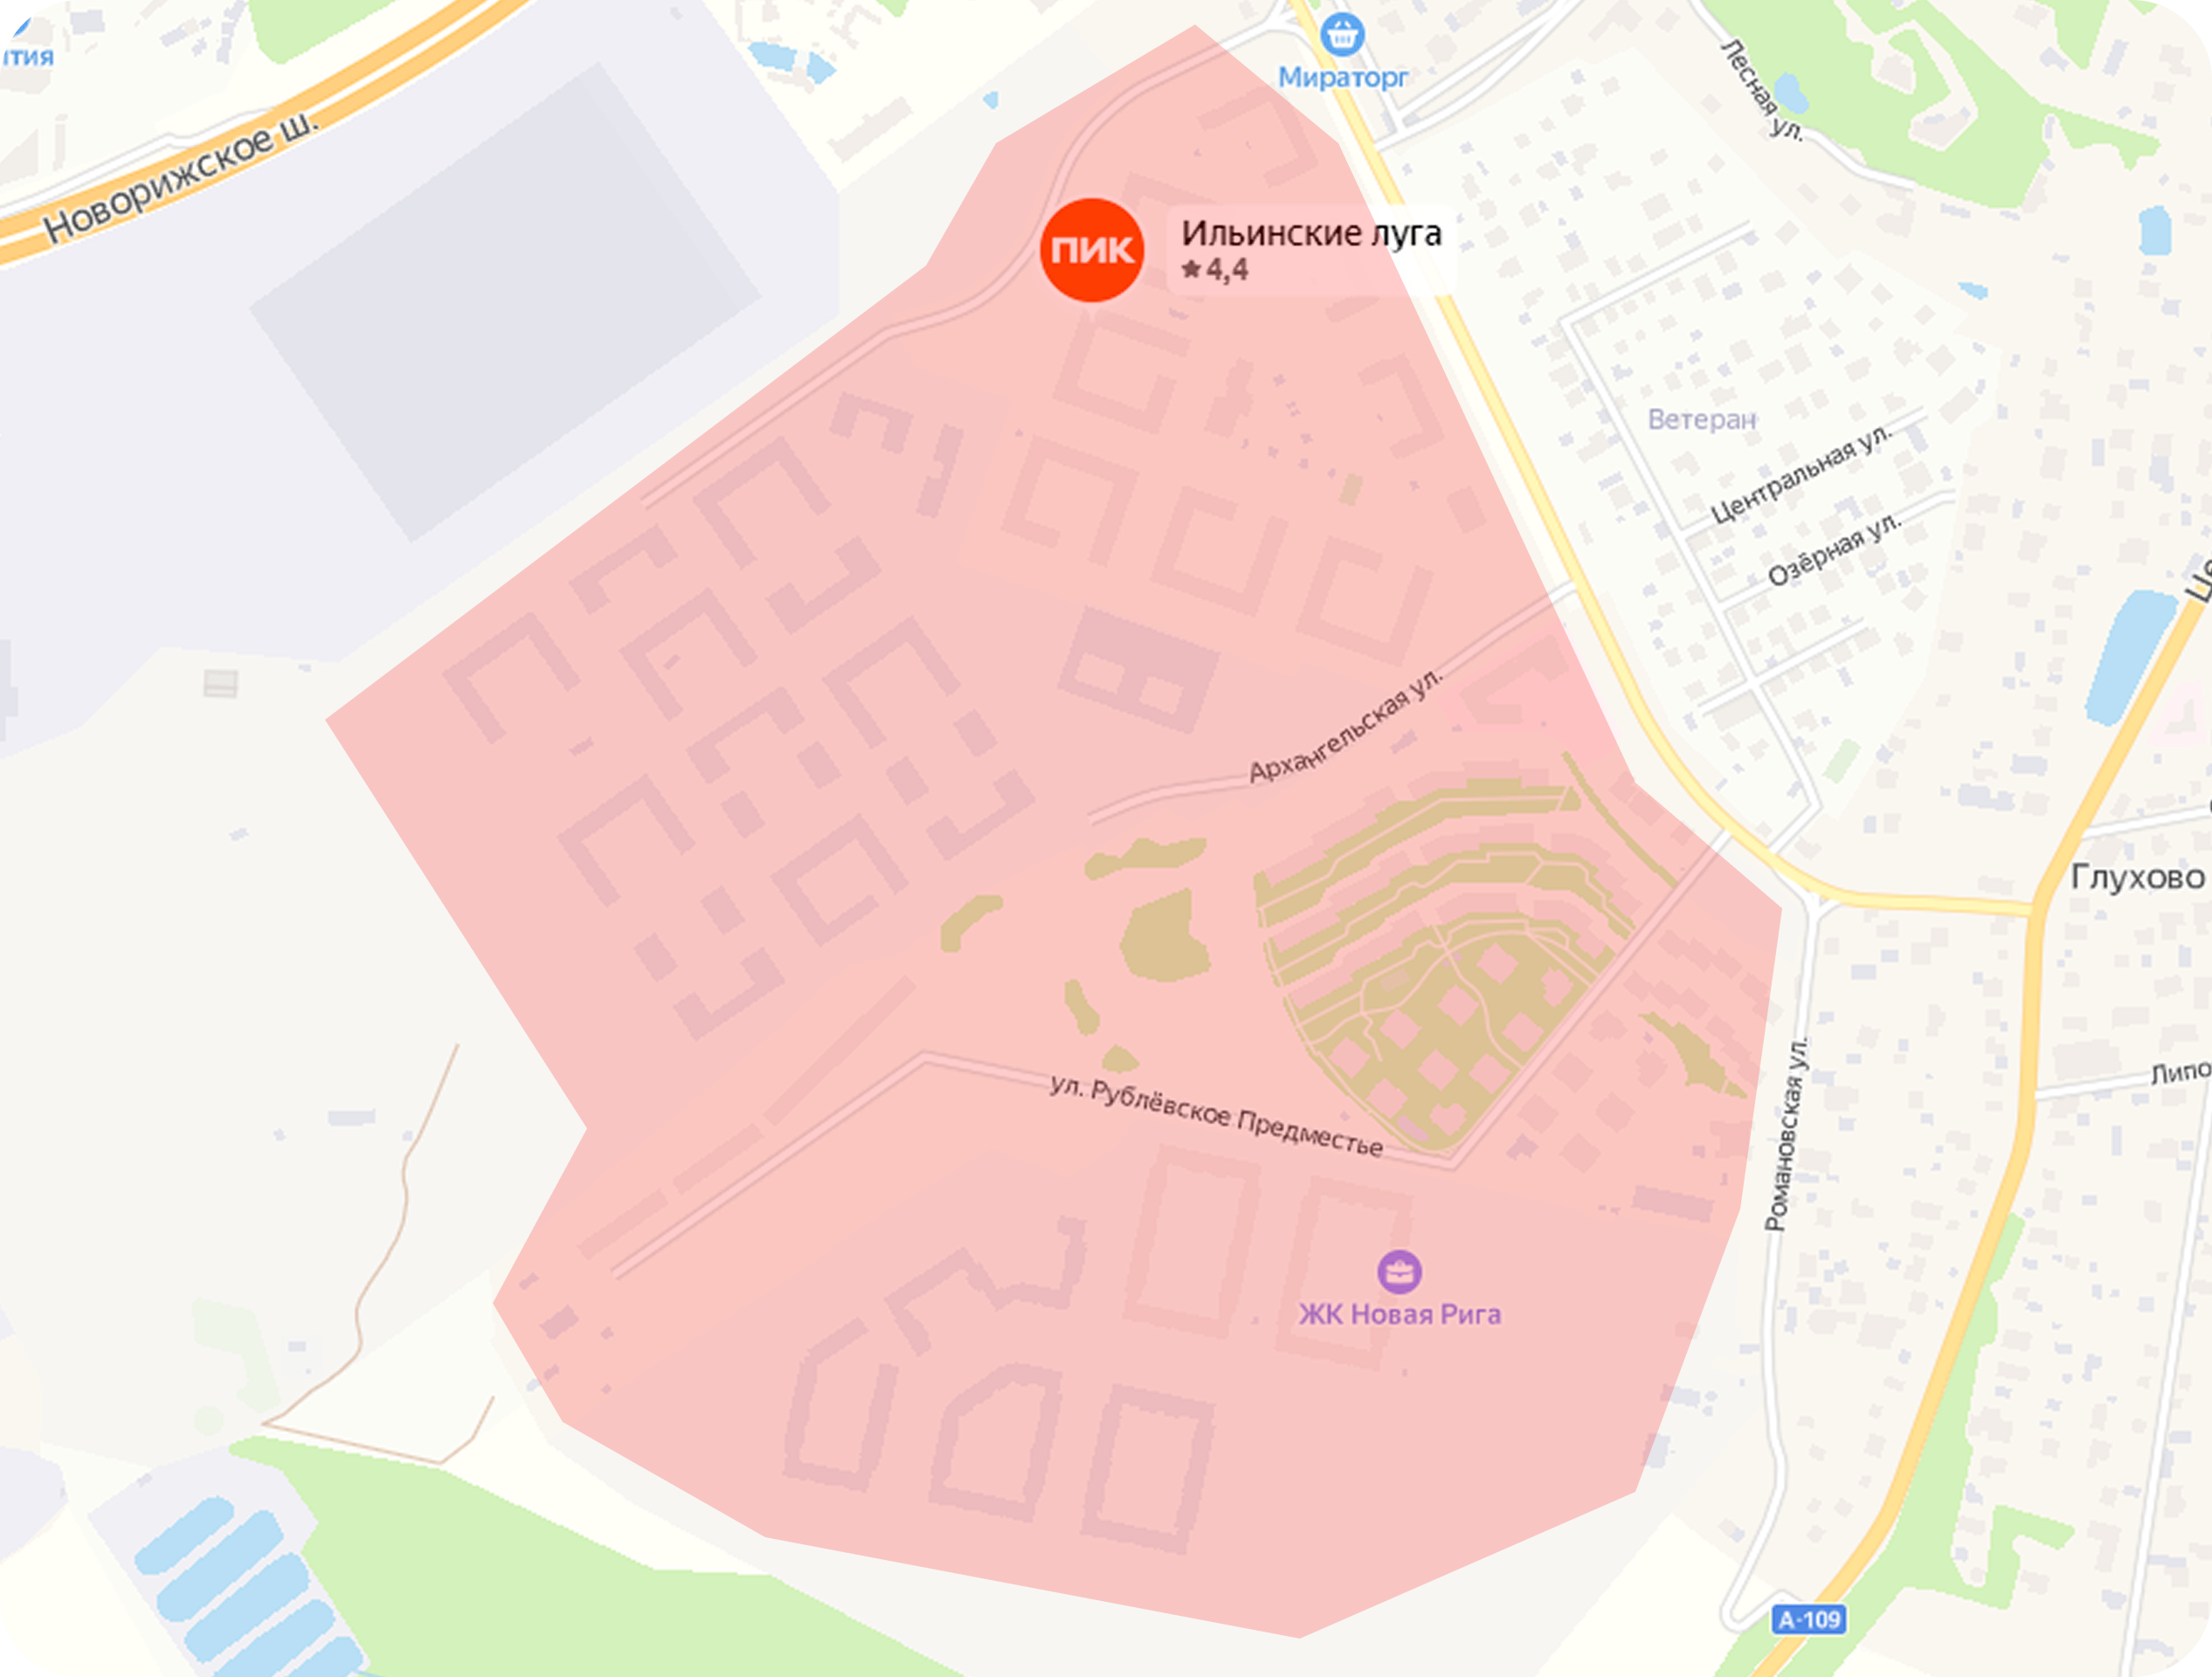 Мираторг
Лесная ул.
Новорижское ш.
ПИК
Ильинские луга
4,4
Ветеран
Центральная ул.
Озёрная ул.
Архангельская ул.
Глухово
ул. Рублёвское Предместье
Романовская ул.
ЖК Новая Рига
А-109